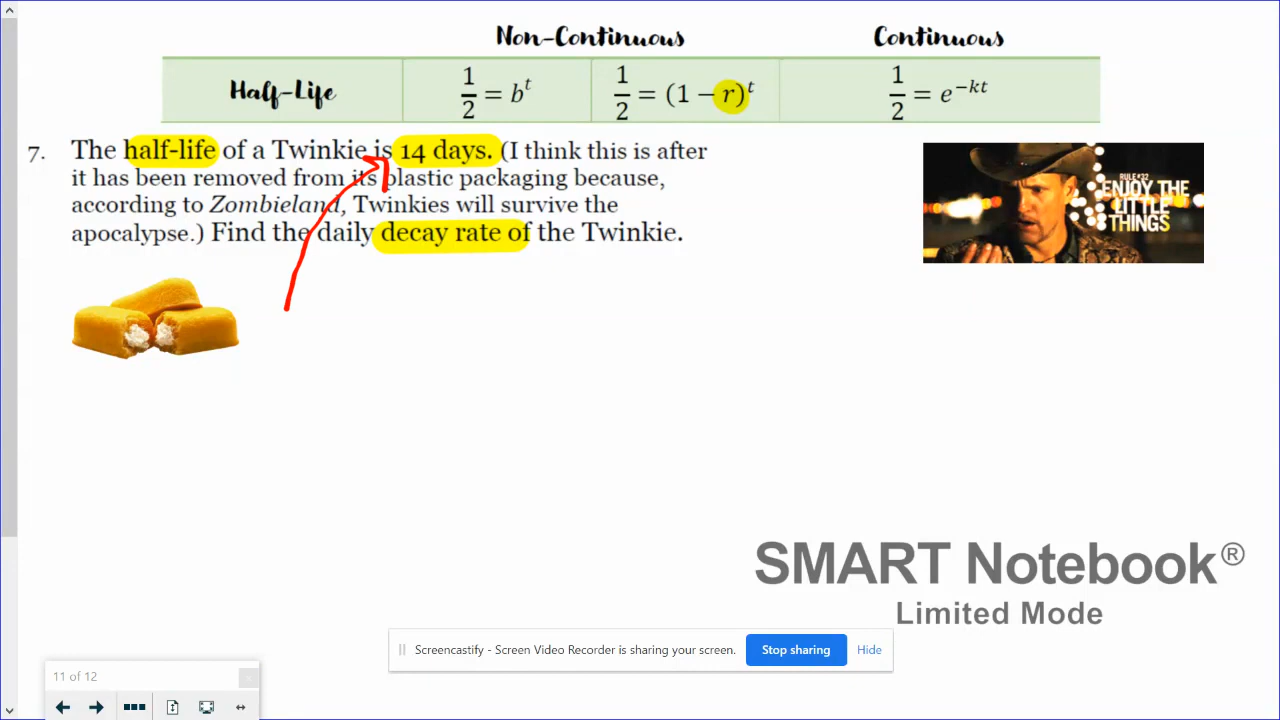 Non-Continuous Continuous
Half-Life 1/2 = b^t 1/2 = (1 − r)^t 1/2 = e^−kt
7. The half-life of a Twinkie is 14 days. (I think this is after
it has been removed from its plastic packaging because,
according to Zombieland, Twinkies will survive the
apocalypse.) Find the daily decay rate of the Twinkie.
RULE #32
ENJOY THE
LITTLE
THINGS
SMART Notebook®
Limited Mode
Screencastify - Screen Video Recorder is sharing your screen. Stop sharing Hide
11 of 12